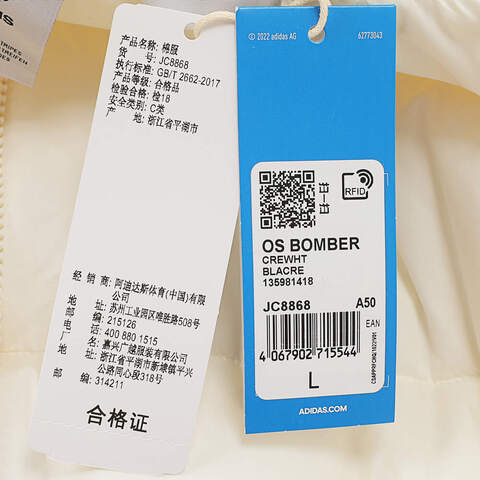 STRIPES
产品名称: 棉服
货 号: JC8868
执行标准: GB/T 2662-2017
产品等级: 合格品
检验合格: 检18
安全类别: C类
产 地: 浙江省平湖市
经 销 商: 阿迪达斯体育(中国)有限
公司
地 址: 苏州工业园区唯胜路508号
邮 编: 215126
电 话: 400 880 1515
厂 名: 嘉兴广越服装有限公司
地 址: 浙江省平湖市新埭镇平兴
公路同心段318号
邮 编: 314211
合格证
© 2022 adidas AG
62773043
RFID
OS BOMBER
CREWHT
BLACRE
135981418
JC8868
A50
EAN
4 067902 715544
L
ADIDAS.COM